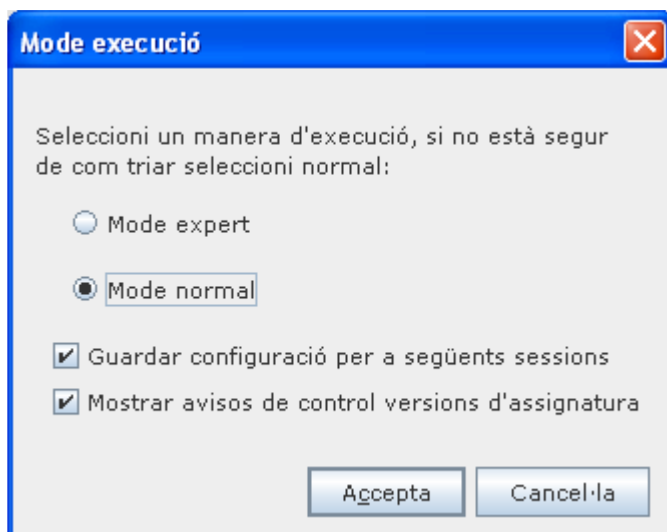 Mode execució
Seleccioni un manera d'execució, si no està segur
de com triar seleccioni normal:
Mode expert
Mode normal
Guardar configuració per a següents sessions
Mostrar avisos de control versions d'assignatura
Accepta
Cancel·la